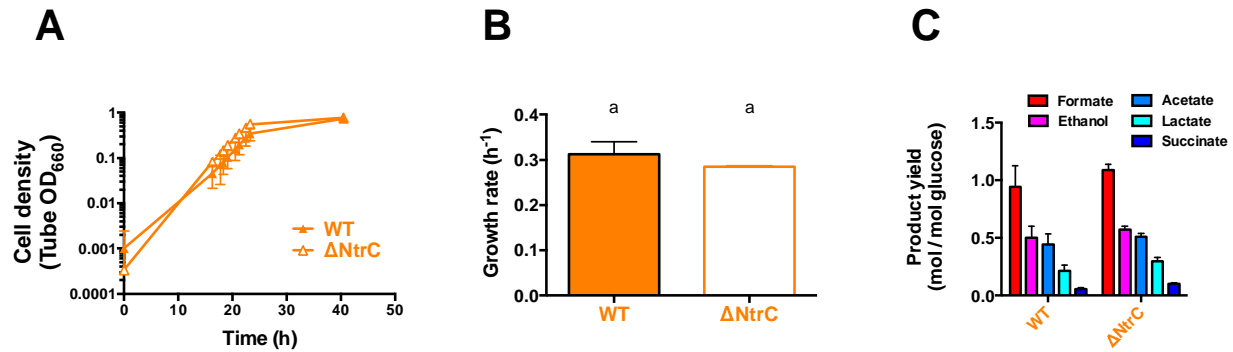 A
B
C
Cell density
(Tube OD660)
1
0.1
0.01
0.001
0.0001
0
10
20
30
40
50
Time (h)
WT
ΔNtrC
Growth rate (h-1)
0.4
0.3
0.2
0.1
0.0
a
a
WT
ΔNtrC
Formate
Ethanol
Acetate
Lactate
Succinate
Product yield
(mol / mol glucose)
1.5
1.0
0.5
0.0
WT
ΔNtrC